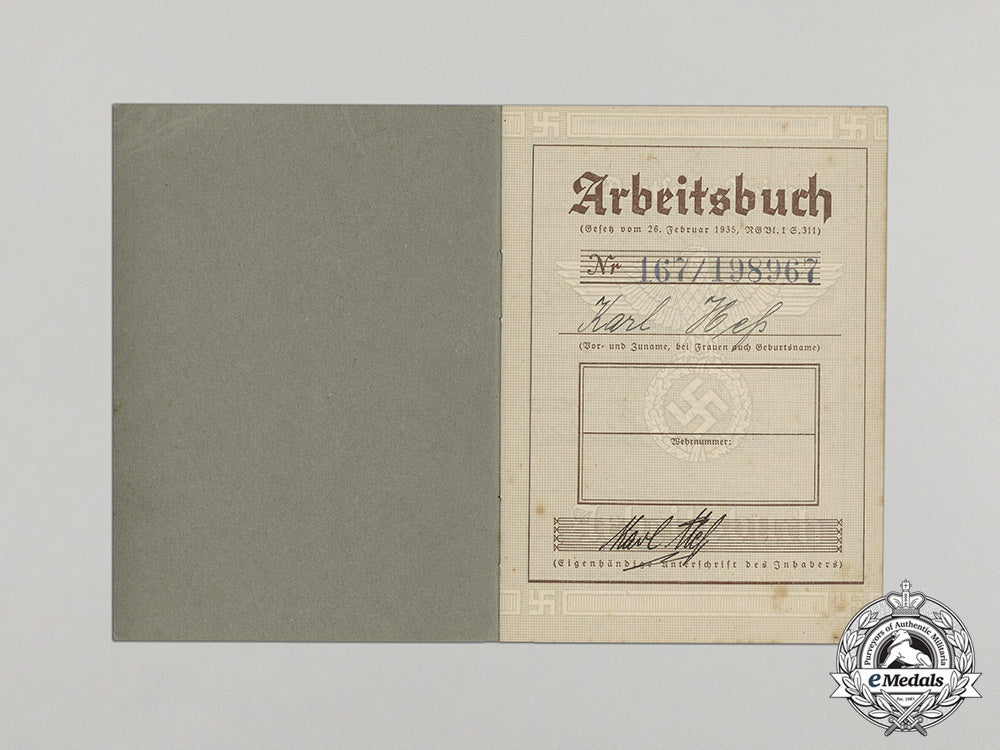 Arbeitsbuch
(Gesetz vom 26. Februar 1935, RGBl. I S. 311)
Nr 167/198967
Karl Heß
(Vor- und Zuname, bei Frauen auch Geburtsname)
Wehrnummer:
Karl Heß
(Eigenhändige Unterschrift des Inhabers)
Purveyors of Authentic Militaria
eMedals